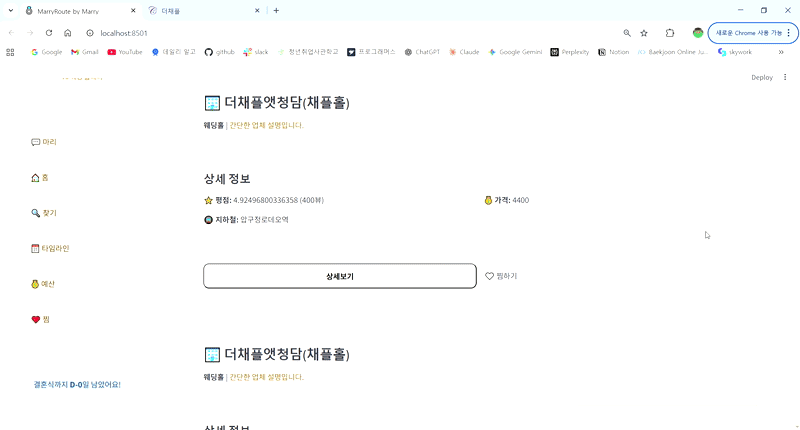 MarryRoute by Marry
더채플
localhost:8501
새로운 Chrome 사용 가능
Google
Gmail
YouTube
데일리 알고
github
slack
청년취업사관학교
프로그래머스
ChatGPT
Claude
Google Gemini
Perplexity
Notion
Baekjoon Online Ju...
skywork
Deploy
더채플앳청담(채플홀)
웨딩홀 | 간단한 업체 설명입니다.
마리
홈
찾기
타임라인
예산
찜
상세 정보
평점: 4.92496800336358 (400뷰)
가격: 4400
지하철: 압구정로데오역
상세보기
찜하기
더채플앳청담(채플홀)
웨딩홀 | 간단한 업체 설명입니다.
결혼식까지 D-0일 남았어요!
상세 정보